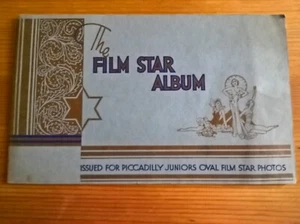 The
FILM STAR
ALBUM
ISSUED FOR PICCADILLY JUNIORS OVAL FILM STAR PHOTOS